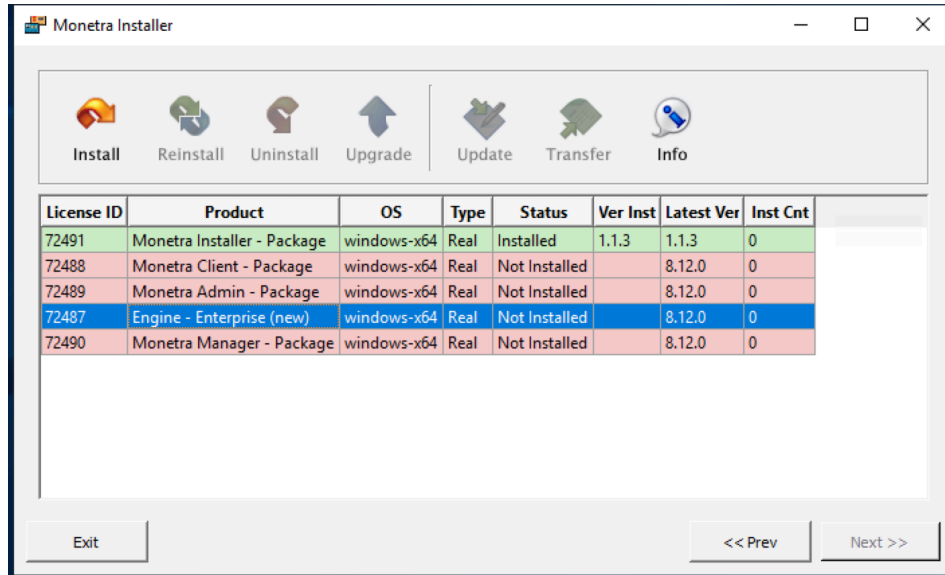 Monetra Installer
Install Reinstall Uninstall Upgrade Update Transfer Info
License ID Product OS Type Status Ver Inst Latest Ver Inst Cnt
72491 Monetra Installer - Package windows-x64 Real Installed 1.1.3 1.1.3 0
72488 Monetra Client - Package windows-x64 Real Not Installed 8.12.0 0
72489 Monetra Admin - Package windows-x64 Real Not Installed 8.12.0 0
72487 Engine - Enterprise (new) windows-x64 Real Not Installed 8.12.0 0
72490 Monetra Manager - Package windows-x64 Real Not Installed 8.12.0 0
Exit << Prev Next >>